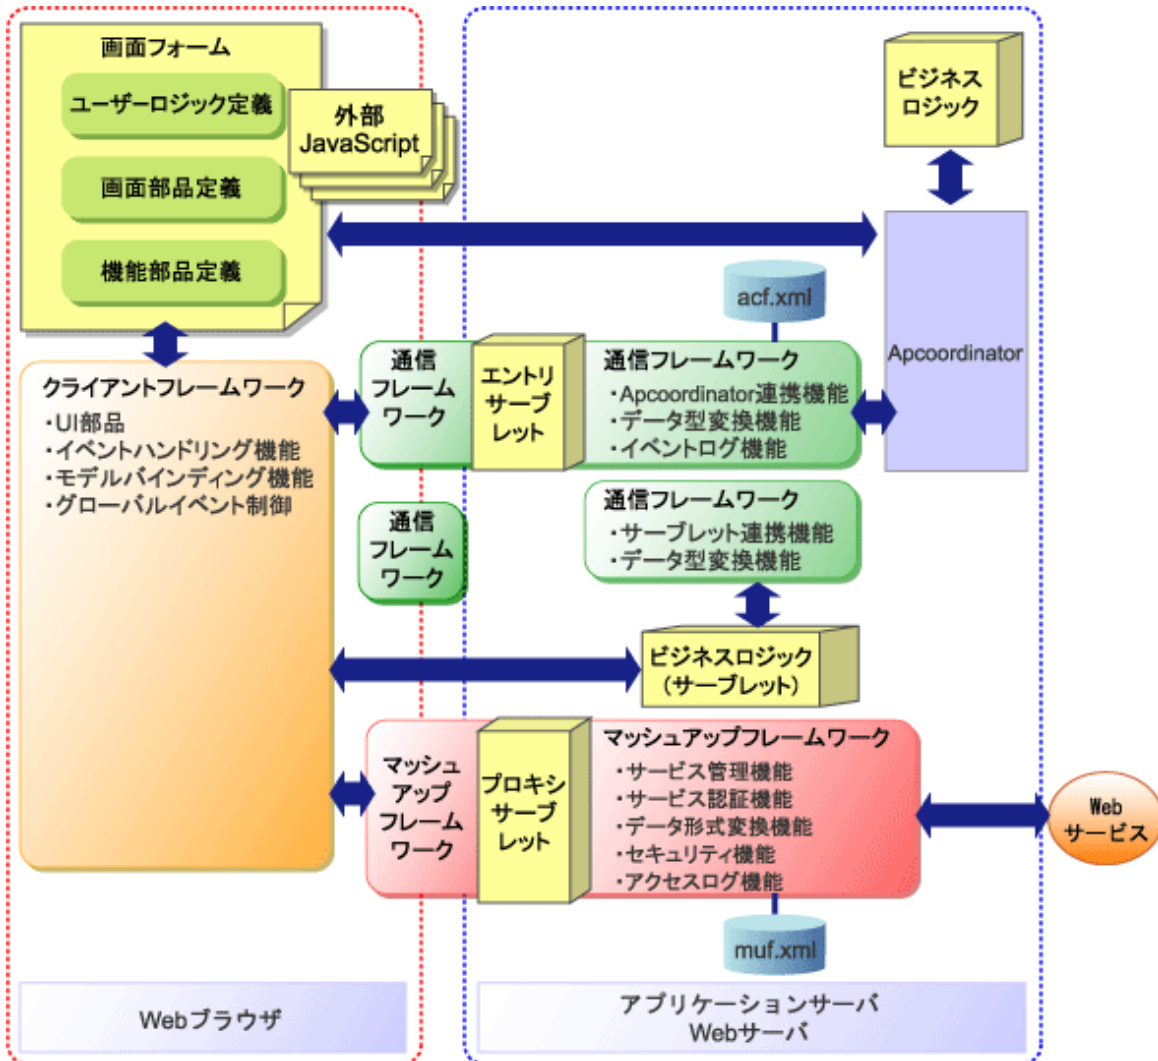 画面フォーム
ユーザーロジック定義
画面部品定義
機能部品定義
外部
JavaScript
ビジネス
ロジック
acf.xml
Apcoordinator
クライアントフレームワーク
・UI部品
・イベントハンドリング機能
・モデルバインディング機能
・グローバルイベント制御
通信
フレーム
ワーク
エントリ
サーブ
レット
通信フレームワーク
・Apcoordinator連携機能
・データ型変換機能
・イベントログ機能
通信
フレーム
ワーク
通信フレームワーク
・サーブレット連携機能
・データ型変換機能
ビジネスロジック
(サーブレット)
マッシュ
アップ
フレーム
ワーク
プロキシ
サーブ
レット
マッシュアップフレームワーク
・サービス管理機能
・サービス認証機能
・データ形式変換機能
・セキュリティ機能
・アクセスログ機能
Web
サービス
muf.xml
Webブラウザ
アプリケーションサーバ
Webサーバ